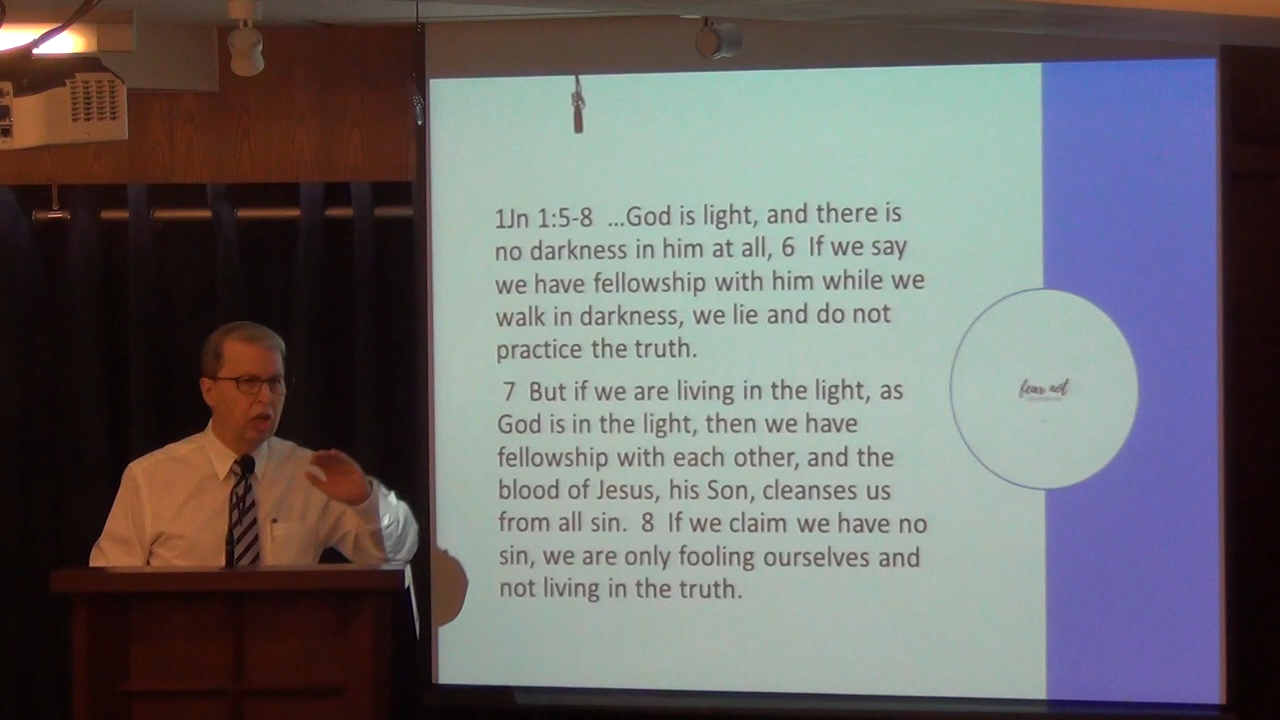 1Jn 1:5-8 ...God is light, and there is
no darkness in him at all, 6 If we say
we have fellowship with him while we
walk in darkness, we lie and do not
practice the truth.
7 But if we are living in the light, as
God is in the light, then we have
fellowship with each other, and the
blood of Jesus, his Son, cleanses us
from all sin. 8 If we claim we have no
sin, we are only fooling ourselves and
not living in the truth.
fear not